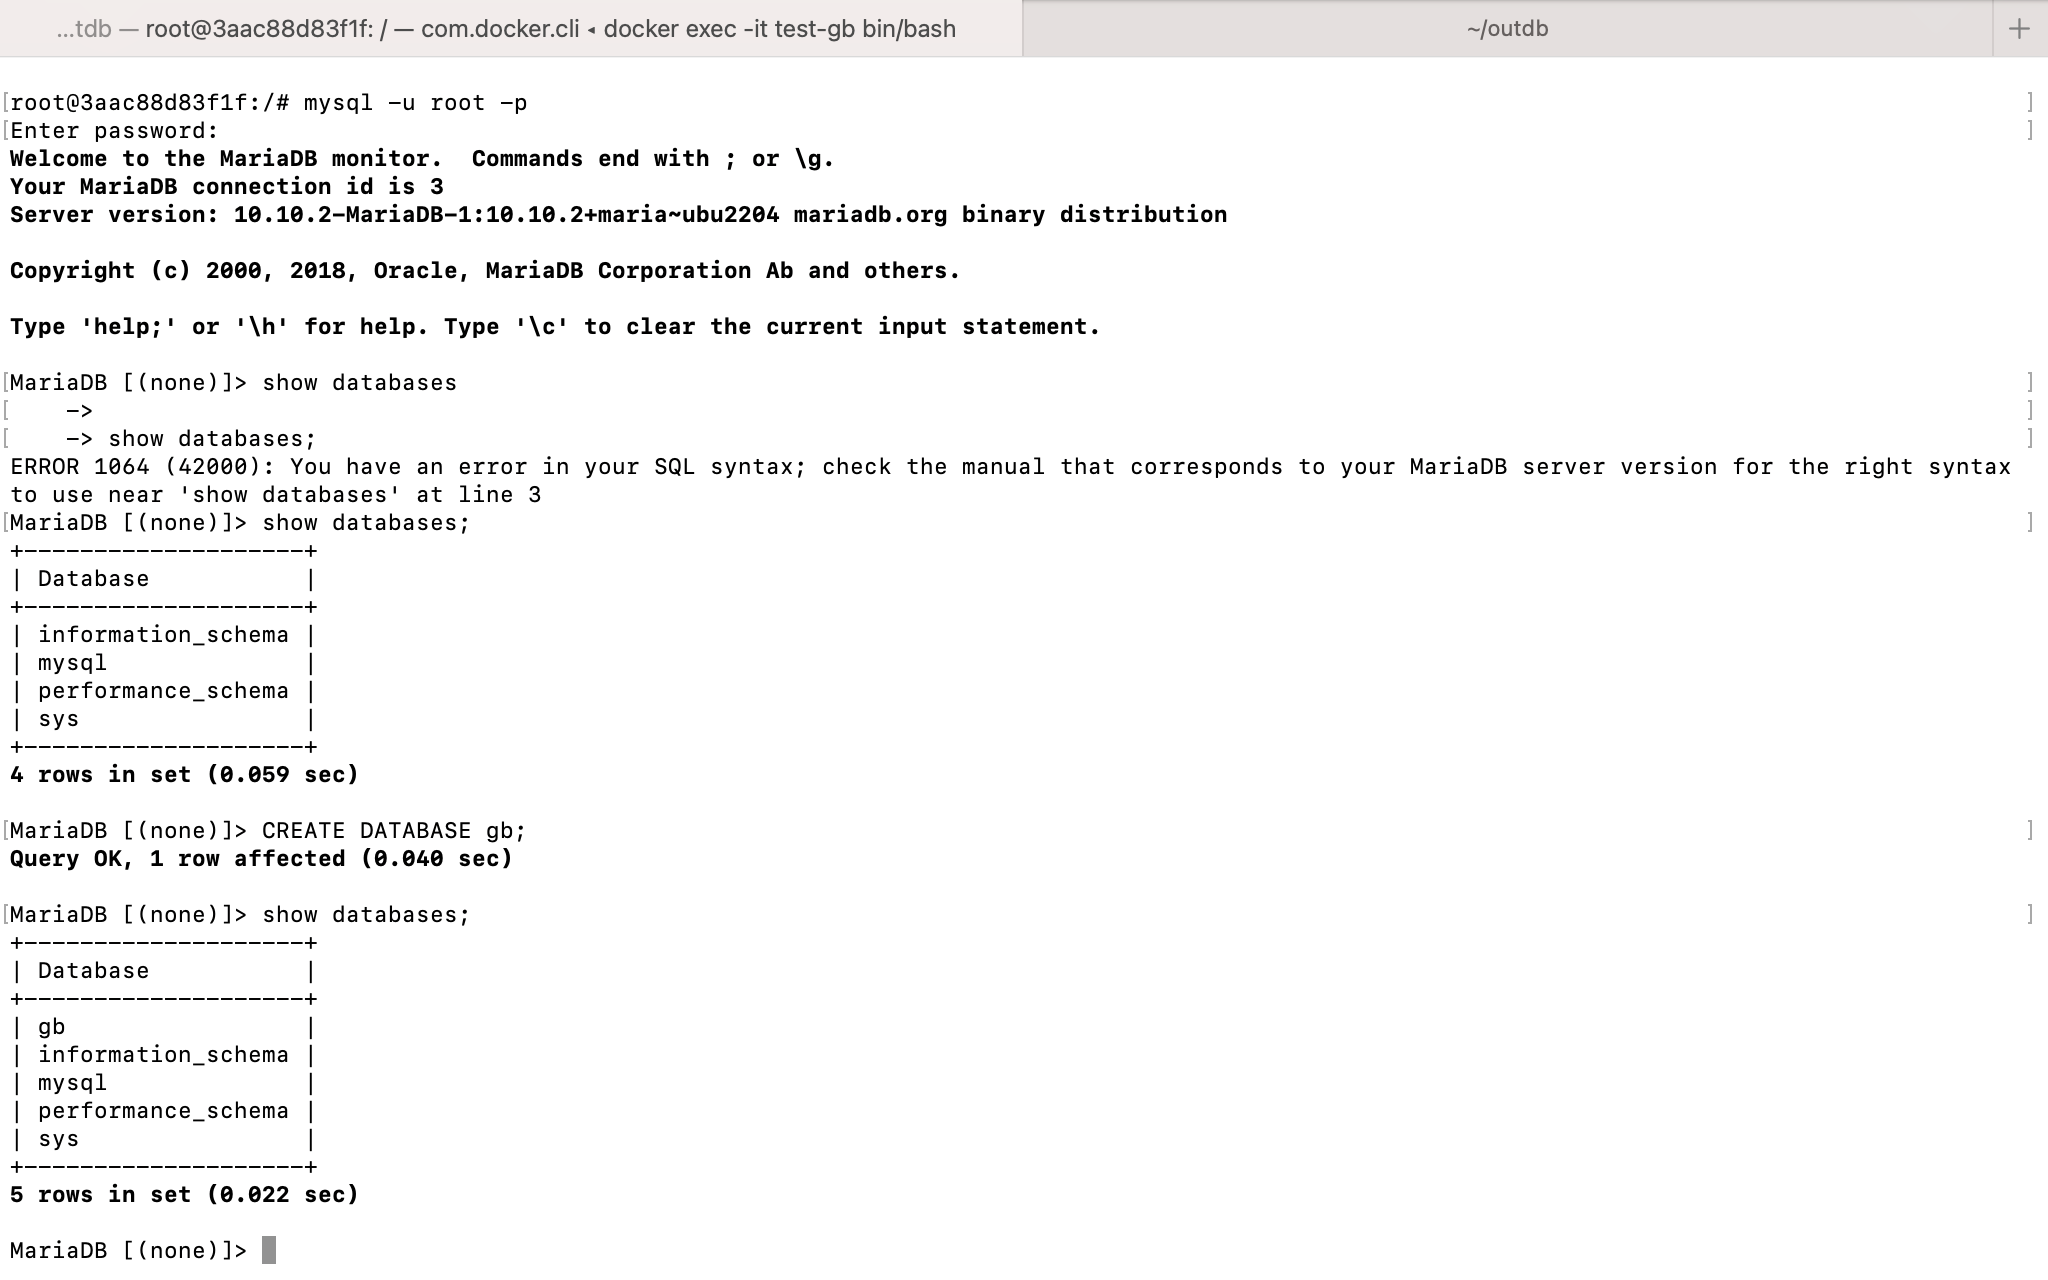 ...tdb — root@3aac88d83f1f: / — com.docker.cli ◂ docker exec -it test-gb bin/bash
~/outdb
+
[root@3aac88d83f1f:/# mysql -u root -p ]
[Enter password: ]
Welcome to the MariaDB monitor.  Commands end with ; or \g.
Your MariaDB connection id is 3
Server version: 10.10.2-MariaDB-1:10.10.2+maria~ubu2204 mariadb.org binary distribution
Copyright (c) 2000, 2018, Oracle, MariaDB Corporation Ab and others.
Type 'help;' or '\h' for help. Type '\c' to clear the current input statement.
[MariaDB [(none)]> show databases ]
[    -> ]
[    -> show databases; ]
ERROR 1064 (42000): You have an error in your SQL syntax; check the manual that corresponds to your MariaDB server version for the right syntax
to use near 'show databases' at line 3
[MariaDB [(none)]> show databases; ]
+--------------------+
| Database           |
+--------------------+
| information_schema |
| mysql              |
| performance_schema |
| sys                |
+--------------------+
4 rows in set (0.059 sec)
[MariaDB [(none)]> CREATE DATABASE gb; ]
Query OK, 1 row affected (0.040 sec)
[MariaDB [(none)]> show databases; ]
+--------------------+
| Database           |
+--------------------+
| gb                 |
| information_schema |
| mysql              |
| performance_schema |
| sys                |
+--------------------+
5 rows in set (0.022 sec)
MariaDB [(none)]>